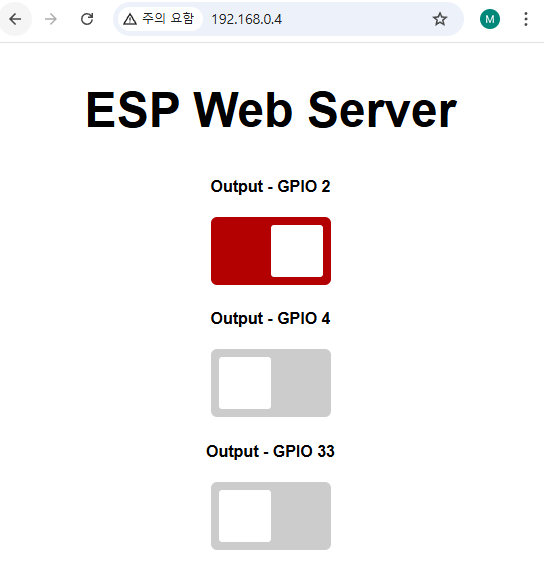 주의 요함 192.168.0.4
M
ESP Web Server
Output - GPIO 2
Output - GPIO 4
Output - GPIO 33